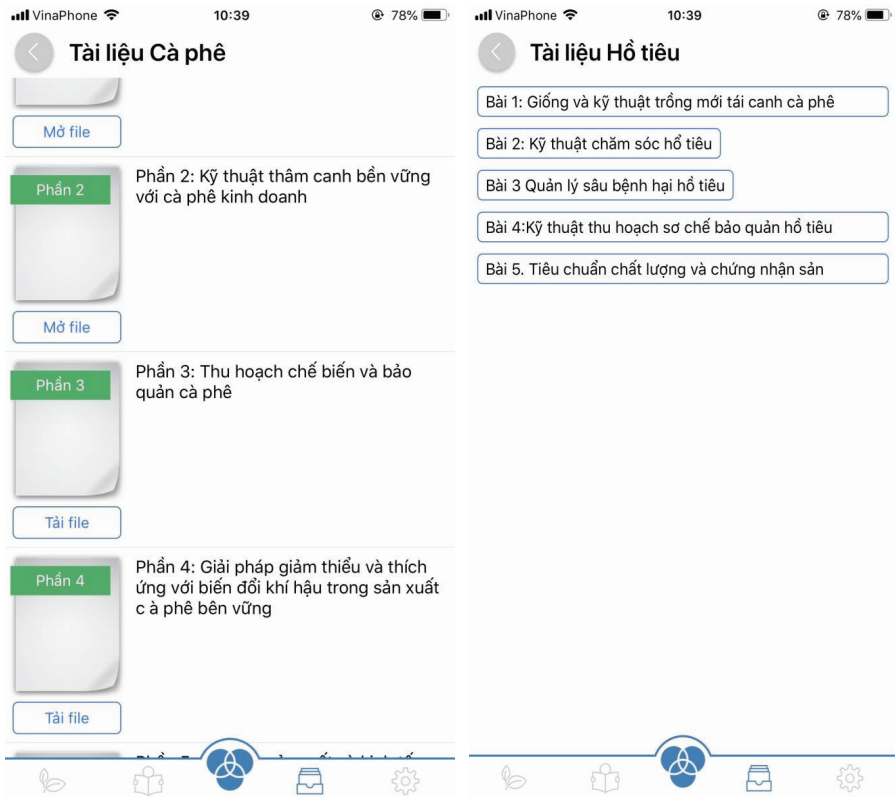 VinaPhone 10:39 78%
Tài liệu Cà phê
Mở file
Phần 2
Phần 2: Kỹ thuật thâm canh bền vững
với cà phê kinh doanh
Mở file
Phần 3
Phần 3: Thu hoạch chế biến và bảo
quản cà phê
Tải file
Phần 4
Phần 4: Giải pháp giảm thiểu và thích
ứng với biến đổi khí hậu trong sản xuất
c à phê bên vững
Tải file
VinaPhone 10:39 78%
Tài liệu Hồ tiêu
Bài 1: Giống và kỹ thuật trồng mới tái canh cà phê
Bài 2: Kỹ thuật chăm sóc hổ tiêu
Bài 3 Quản lý sâu bệnh hại hồ tiêu
Bài 4:Kỹ thuật thu hoạch sơ chế bảo quản hồ tiêu
Bài 5. Tiêu chuẩn chất lượng và chứng nhận sản